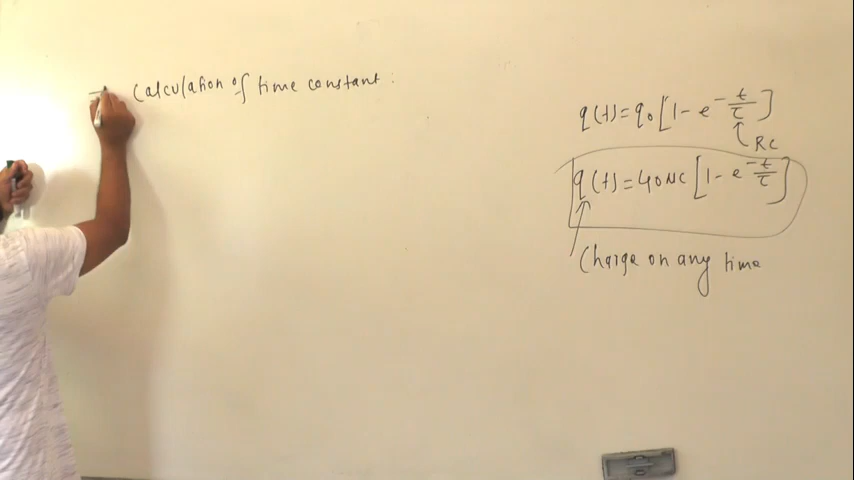 Calculation of time constant :
q(t) = q₀ [1 - e^-t/τ]
RC
q(t) = 40 μC [1 - e^-t/τ]
Charge on any time